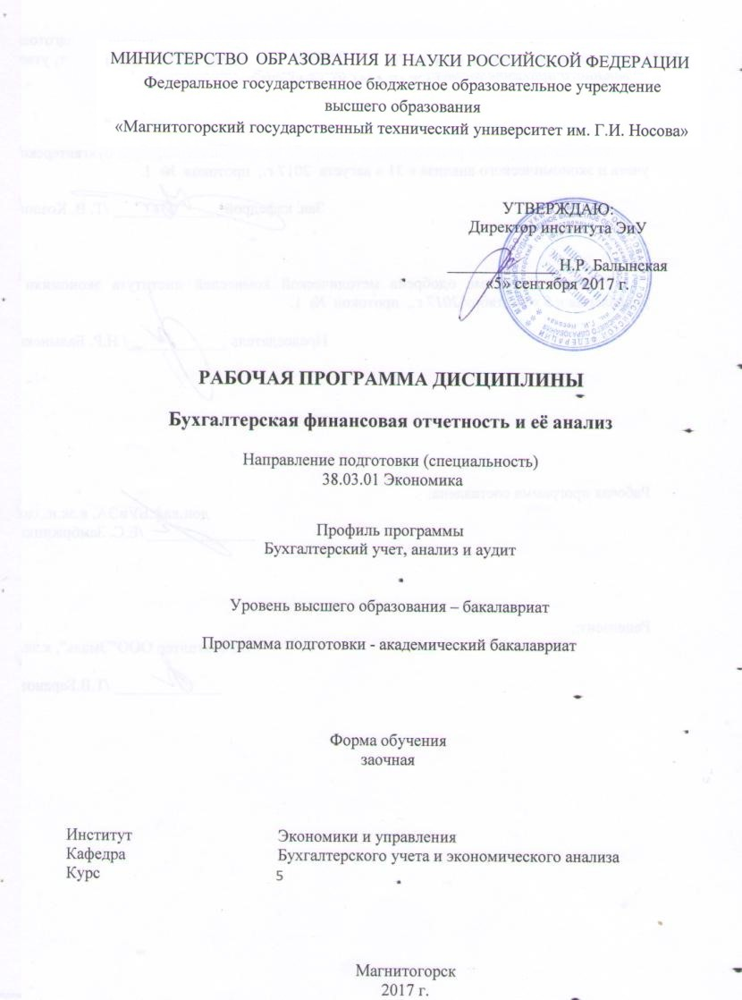 МИНИСТЕРСТВО ОБРАЗОВАНИЯ И НАУКИ РОССИЙСКОЙ ФЕДЕРАЦИИ
Федеральное государственное бюджетное образовательное учреждение
высшего образования
«Магнитогорский государственный технический университет им. Г.И. Носова»
УТВЕРЖДАЮ:
Директор института ЭиУ
Н.Р. Балынская
«5» сентября 2017 г.
РАБОЧАЯ ПРОГРАММА ДИСЦИПЛИНЫ
Бухгалтерская финансовая отчетность и её анализ
Направление подготовки (специальность)
38.03.01 Экономика
Профиль программы
Бухгалтерский учет, анализ и аудит
Уровень высшего образования – бакалавриат
Программа подготовки - академический бакалавриат
Форма обучения
заочная
Институт Экономики и управления
Кафедра Бухгалтерского учета и экономического анализа
Курс 5
Магнитогорск
2017 г.